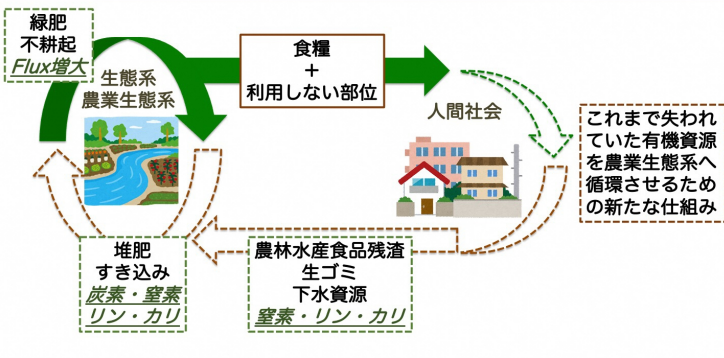 緑肥
不耕起
Flux増大
生態系
農業生態系
食糧
+
利用しない部位
人間社会
これまで失われ
ていた有機資源
を農業生態系へ
循環させるため
の新たな仕組み
堆肥
すき込み
炭素・窒素
リン・カリ
農林水産食品残渣
生ゴミ
下水資源
窒素・リン・カリ